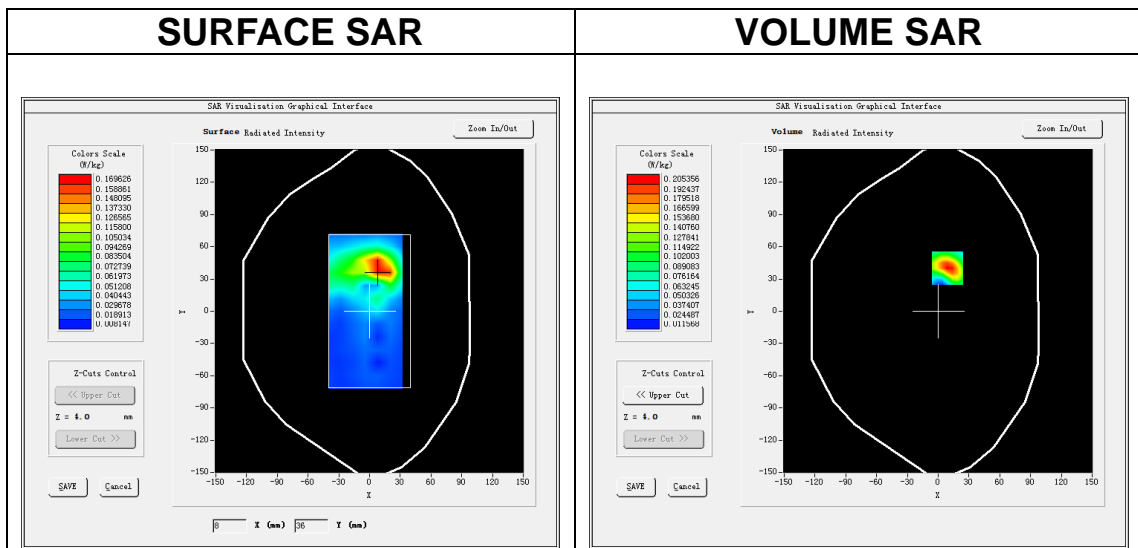 SURFACE SAR
VOLUME SAR
SAR Visualisation Graphical Interface
Surface Radiated Intensity
Zoom In/Out
Colors Scale
(W/kg)
0.169626
0.158861
0.148095
0.137330
0.126565
0.115800
0.105034
0.094269
0.083504
0.072739
0.061973
0.051208
0.040443
0.029678
0.018913
0.008147
150
120
90
60
30
0
-30
-60
-90
-120
-150
Y
-150 -120 -90 -60 -30 0 30 60 90 120 150
X
Z-Cuts Control
<< Upper Cut
Z = 4.0 mm
Lower Cut >>
SAVE Cancel
8 X (mm) 36 Y (mm)
SAR Visualisation Graphical Interface
Volume Radiated Intensity
Zoom In/Out
Colors Scale
(W/kg)
0.205356
0.192437
0.179518
0.166599
0.153680
0.140760
0.127841
0.114922
0.102003
0.089083
0.076164
0.063245
0.050326
0.037407
0.024487
0.011568
150
120
90
60
30
0
-30
-60
-90
-120
-150
Y
-150 -120 -90 -60 -30 0 30 60 90 120 150
X
Z-Cuts Control
<< Upper Cut
Z = 4.0 mm
Lower Cut >>
SAVE Cancel